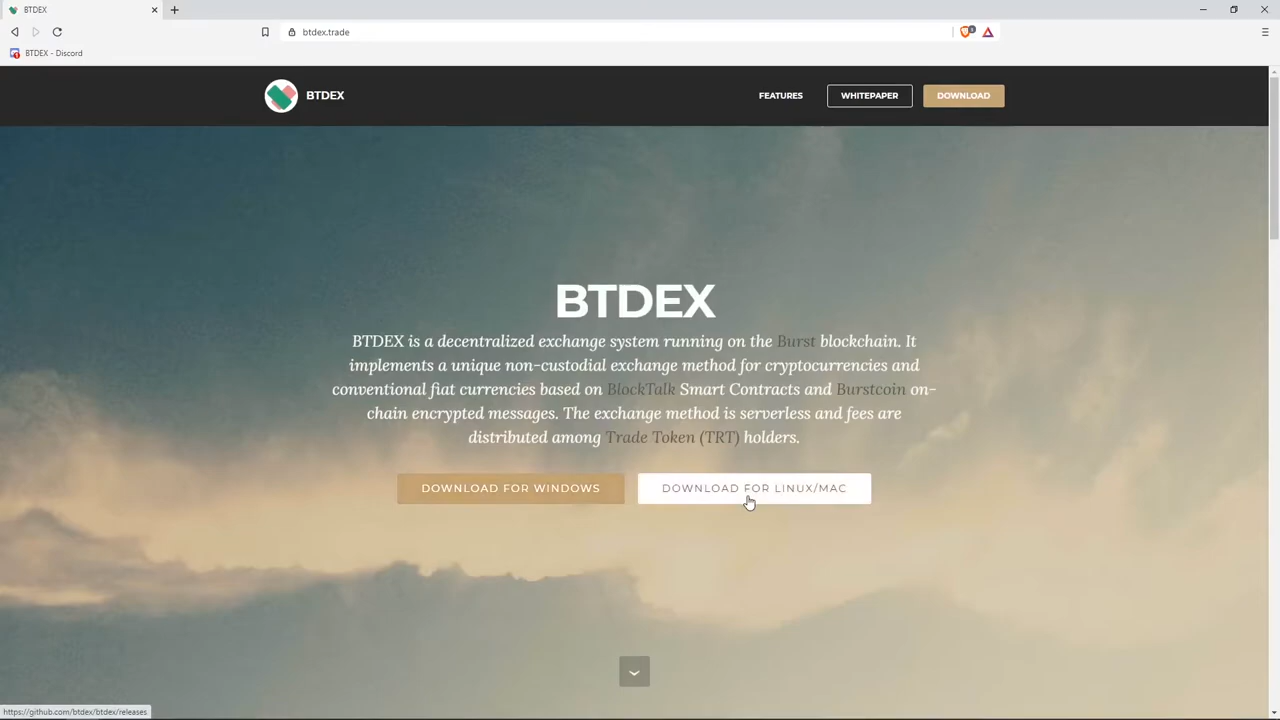 BTDEX
btdex.trade
BTDEX - Discord
BTDEX
FEATURES
WHITEPAPER
DOWNLOAD
BTDEX
BTDEX is a decentralized exchange system running on the Burst blockchain. It
implements a unique non-custodial exchange method for cryptocurrencies and
conventional fiat currencies based on BlockTalk Smart Contracts and Burstcoin on-
chain encrypted messages. The exchange method is serverless and fees are
distributed among Trade Token (TRT) holders.
DOWNLOAD FOR WINDOWS
DOWNLOAD FOR LINUX/MAC
https://github.com/btdex/btdex/releases